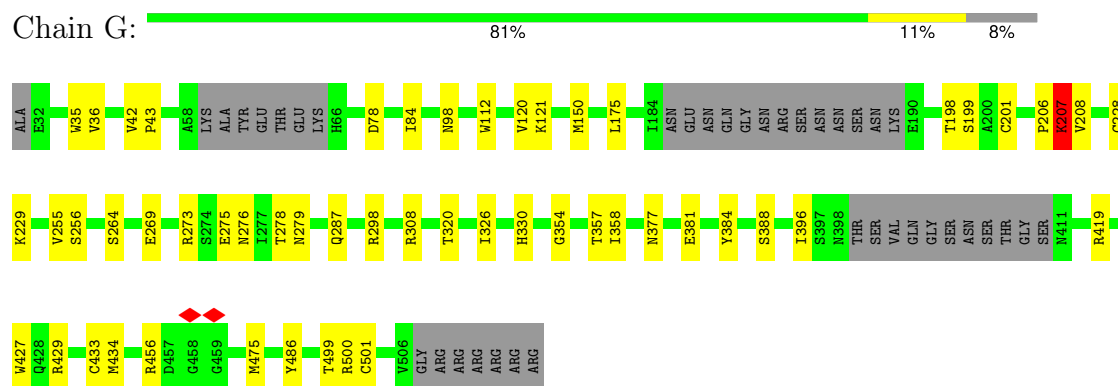 Chain G:
81% 11% 8%
ALA E32 W35 V36 V42 P43 A58 LYS ALA TYR GLU THR GLU LYS H66 D78 I84 N98 W112 V120 K121 M150 L175 I184 ASN GLU ASN GLN GLY ASN ARG SER ASN ASN SER ASN LYS E190 T198 S199 A200 C201 P206 K207 V208
K229 V255 S256 S264 E269 R273 S274 E275 N276 I277 T278 N279 Q287 R298 R308 T320 I326 H330 G354 T357 I358 N377 E381 Y384 S388 I396 S397 N398 THR SER VAL GLN GLY SER ASN SER THR GLY SER N411 R419
W427 Q428 R429 C433 M434 R456 D457 G458 G459 M475 Y486 T499 R500 C501 V506 GLY ARG ARG ARG ARG ARG ARG